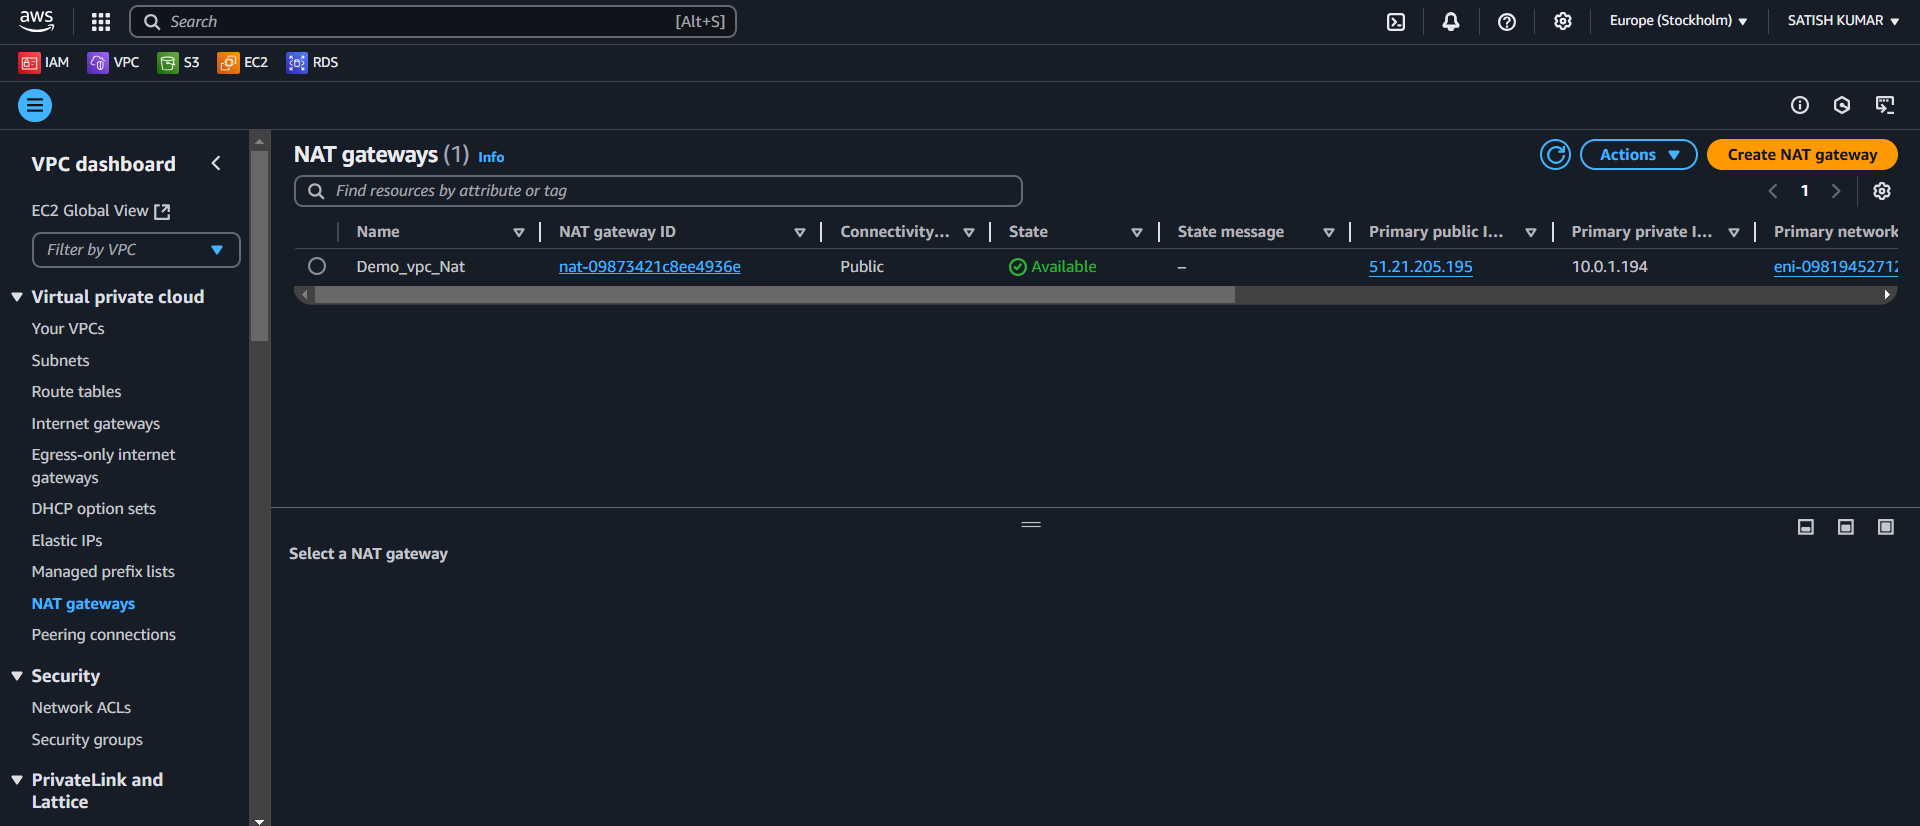 aws
Search [Alt+S]
Europe (Stockholm)
SATISH KUMAR
IAM VPC S3 EC2 RDS
VPC dashboard
EC2 Global View
Filter by VPC
Virtual private cloud
Your VPCs
Subnets
Route tables
Internet gateways
Egress-only internet
gateways
DHCP option sets
Elastic IPs
Managed prefix lists
NAT gateways
Peering connections
Security
Network ACLs
Security groups
PrivateLink and
Lattice
NAT gateways (1) Info
Actions
Create NAT gateway
Find resources by attribute or tag
1
Name NAT gateway ID Connectivity... State State message Primary public I... Primary private I... Primary network
Demo_vpc_Nat nat-09873421c8ee4936e Public Available – 51.21.205.195 10.0.1.194 eni-09819452712
Select a NAT gateway